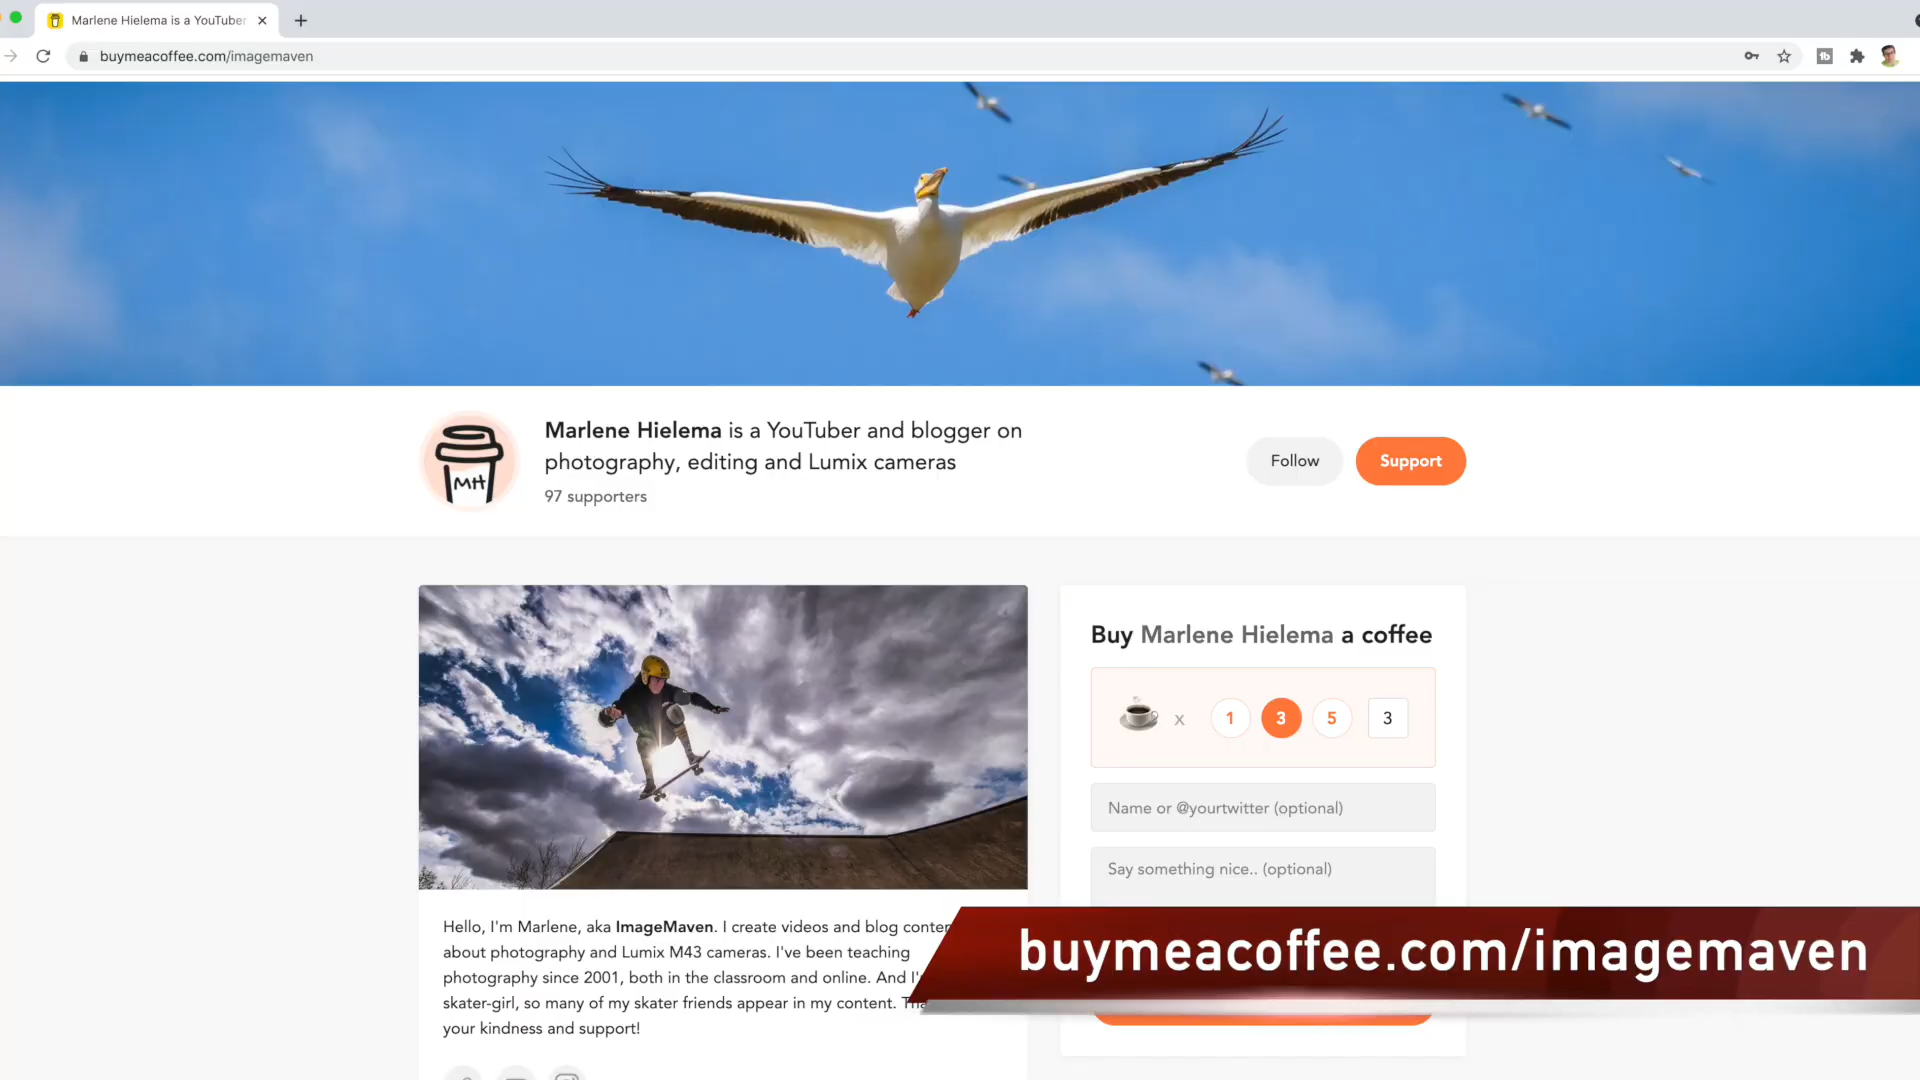 Marlene Hielema is a YouTuber
buymeacoffee.com/imagemaven
MH
Marlene Hielema is a YouTuber and blogger on
photography, editing and Lumix cameras
97 supporters
Follow
Support
Buy Marlene Hielema a coffee
x 1 3 5 3
Name or @yourtwitter (optional)
Say something nice.. (optional)
Hello, I'm Marlene, aka ImageMaven. I create videos and blog
about photography and Lumix M43 cameras. I've been teaching
photography since 2001, both in the classroom and online. And
skater-girl, so many of my skater friends appear in my content.
your kindness and support!
buymeacoffee.com/imagemaven